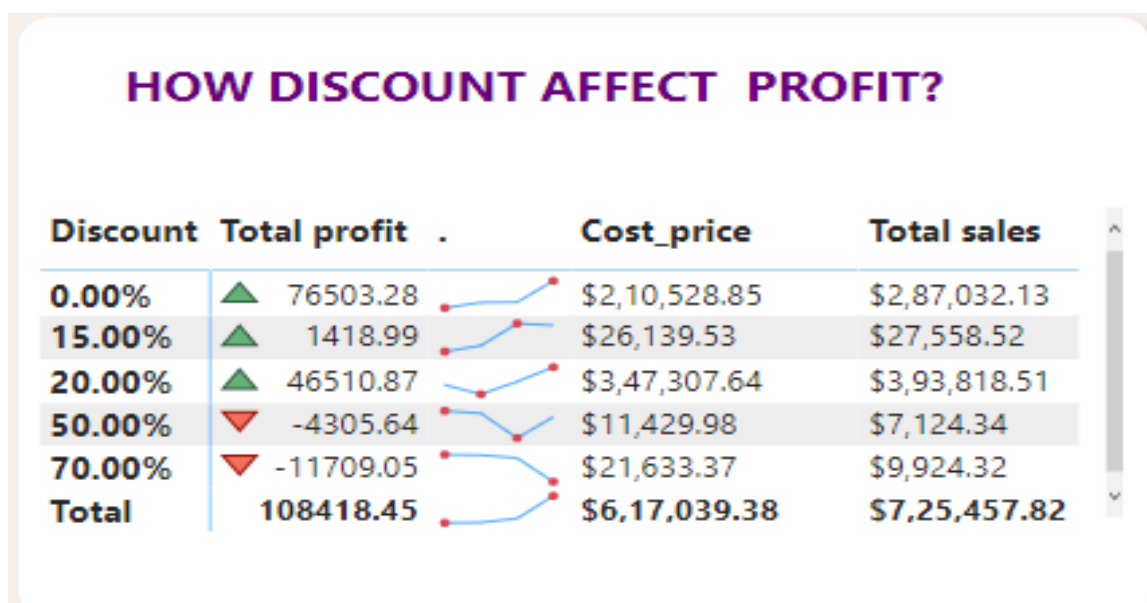 HOW DISCOUNT AFFECT PROFIT?
Discount Total profit . Cost_price Total sales
0.00% 76503.28 $2,10,528.85 $2,87,032.13
15.00% 1418.99 $26,139.53 $27,558.52
20.00% 46510.87 $3,47,307.64 $3,93,818.51
50.00% -4305.64 $11,429.98 $7,124.34
70.00% -11709.05 $21,633.37 $9,924.32
Total 108418.45 $6,17,039.38 $7,25,457.82